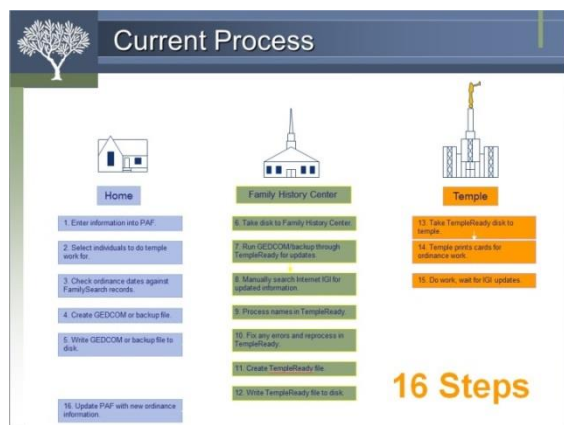 Current Process
Home
1. Enter information into PAF.
2. Select individuals to do temple
work for.
3. Check ordinance dates against
FamilySearch records.
4. Create GEDCOM or backup file.
5. Write GEDCOM or backup file to
disk.
16. Update PAF with new ordinance
information.
Family History Center
6. Take disk to Family History Center.
7. Run GEDCOM/backup through
TempleReady for updates.
8. Manually search Internet IGI for
updated information.
9. Process names in TempleReady.
10. Fix any errors and reprocess in
TempleReady.
11. Create TempleReady file.
12. Write TempleReady file to disk.
Temple
13. Take TempleReady disk to
temple.
14. Temple prints cards for
ordinance work.
15. Do work, wait for IGI updates.
16 Steps